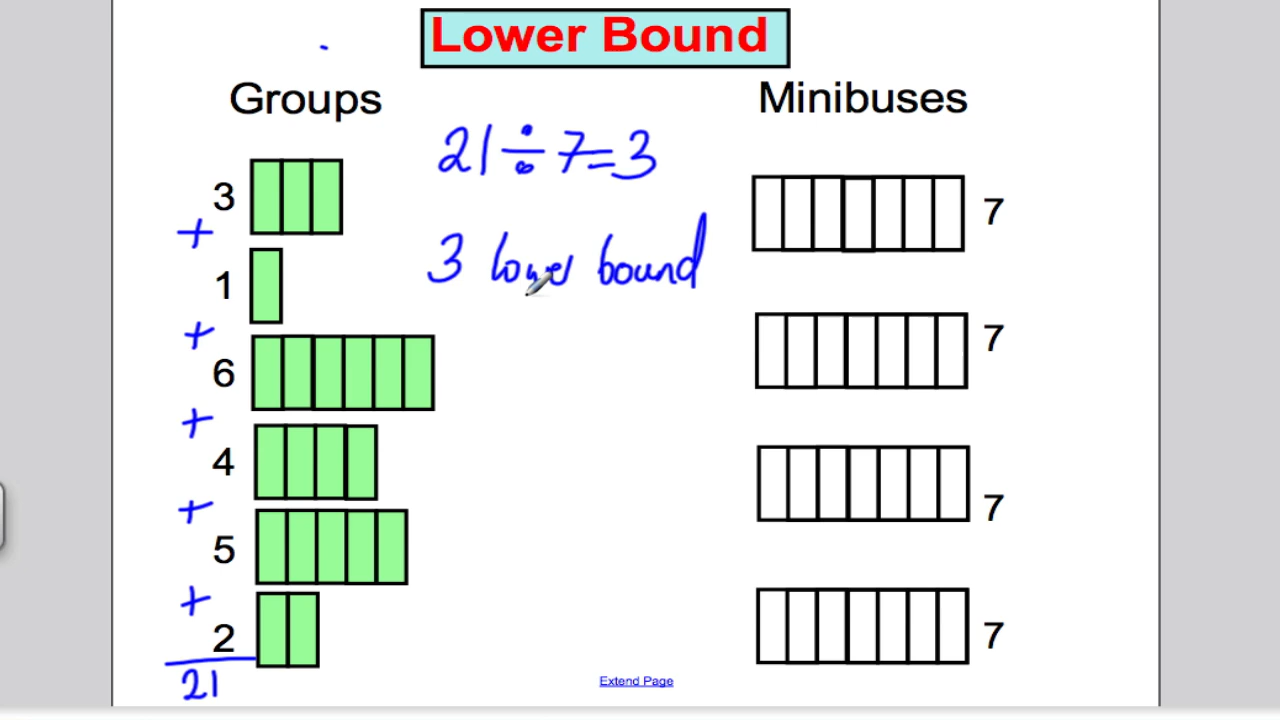 Lower Bound
Groups
Minibuses
21 ÷ 7 = 3
3 lower bound
3
+
1
+
6
+
4
+
5
+
2
21
7
7
7
7
Extend Page